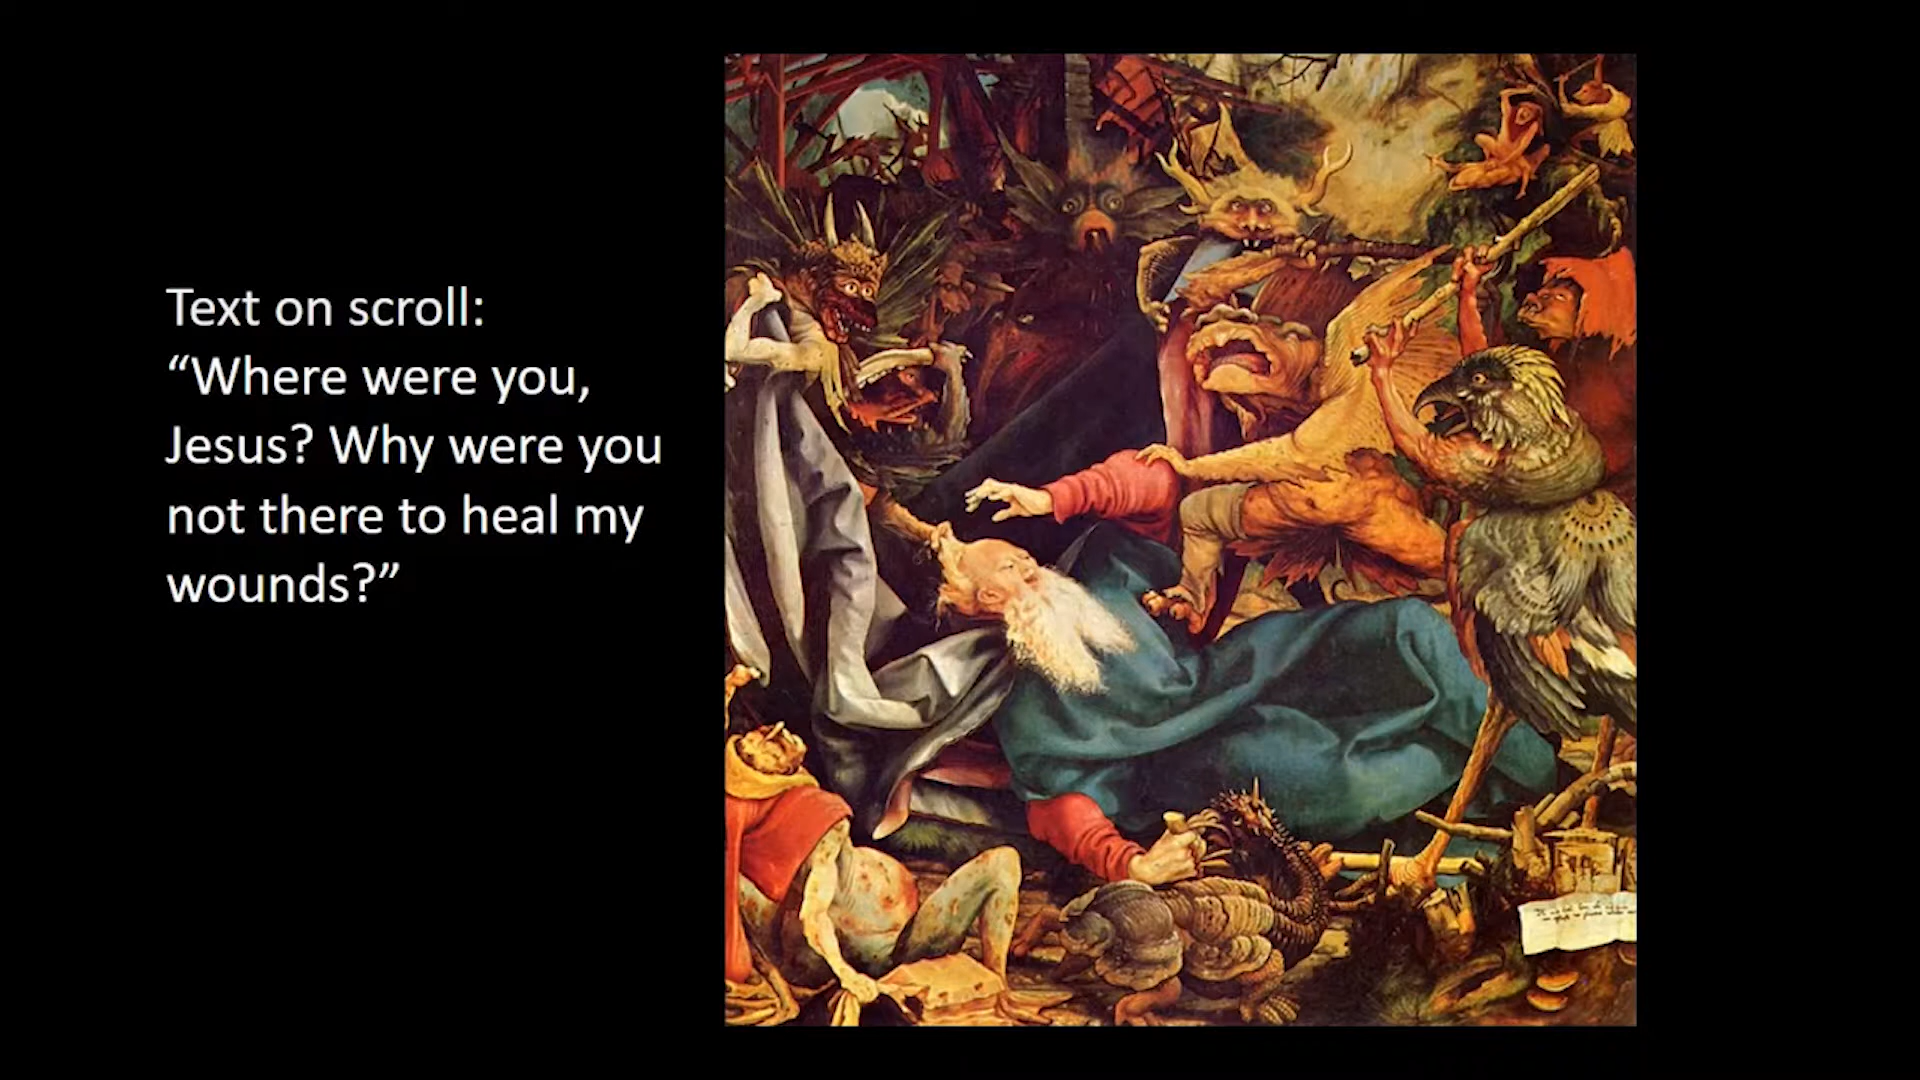 Text on scroll:
“Where were you,
Jesus? Why were you
not there to heal my
wounds?”